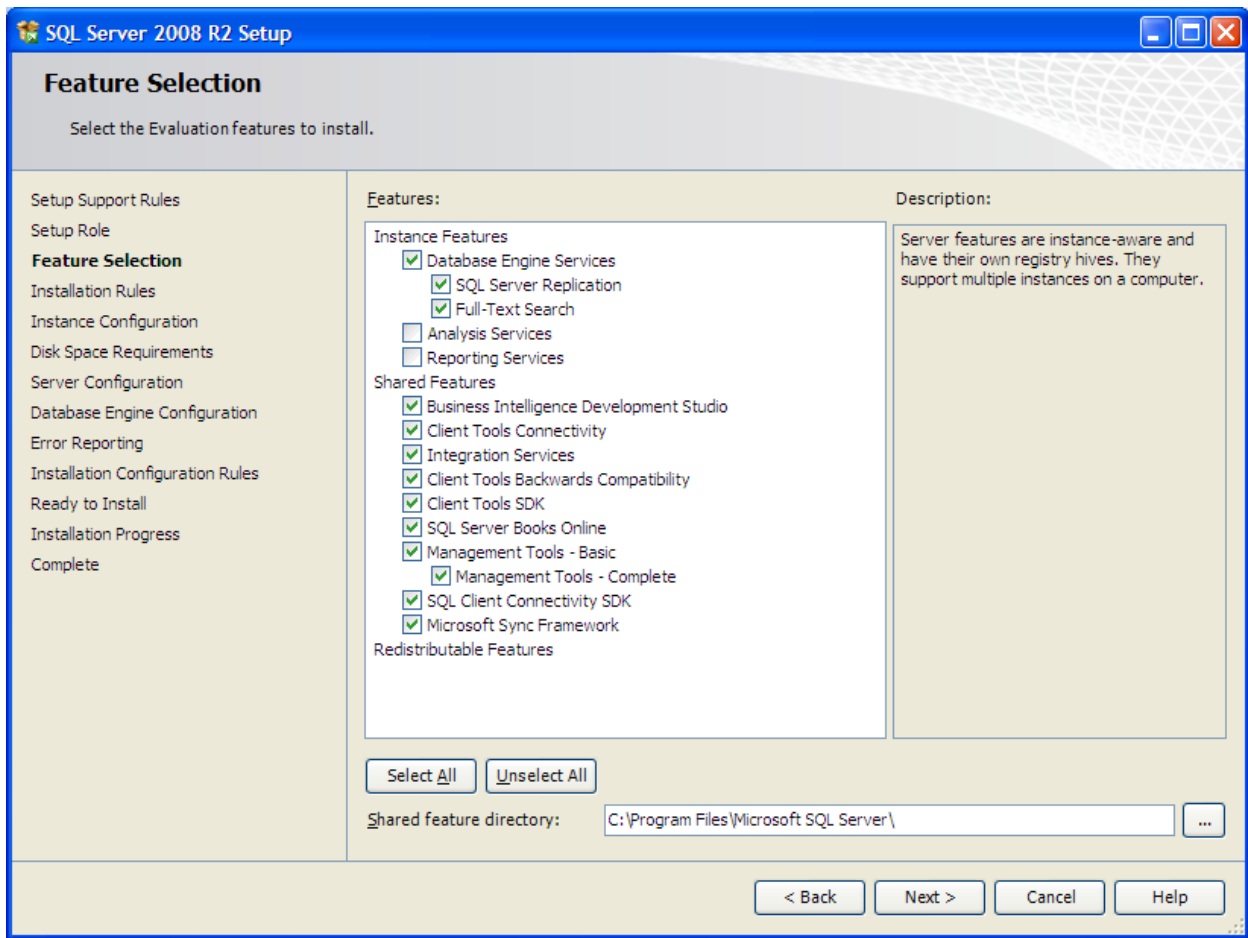 SQL Server 2008 R2 Setup
Feature Selection
Select the Evaluation features to install.
Setup Support Rules
Setup Role
Feature Selection
Installation Rules
Instance Configuration
Disk Space Requirements
Server Configuration
Database Engine Configuration
Error Reporting
Installation Configuration Rules
Ready to Install
Installation Progress
Complete
Features:
Instance Features
Database Engine Services
SQL Server Replication
Full-Text Search
Analysis Services
Reporting Services
Shared Features
Business Intelligence Development Studio
Client Tools Connectivity
Integration Services
Client Tools Backwards Compatibility
Client Tools SDK
SQL Server Books Online
Management Tools - Basic
Management Tools - Complete
SQL Client Connectivity SDK
Microsoft Sync Framework
Redistributable Features
Description:
Server features are instance-aware and
have their own registry hives. They
support multiple instances on a computer.
Select All
Unselect All
Shared feature directory:
C:\Program Files\Microsoft SQL Server\
...
< Back
Next >
Cancel
Help